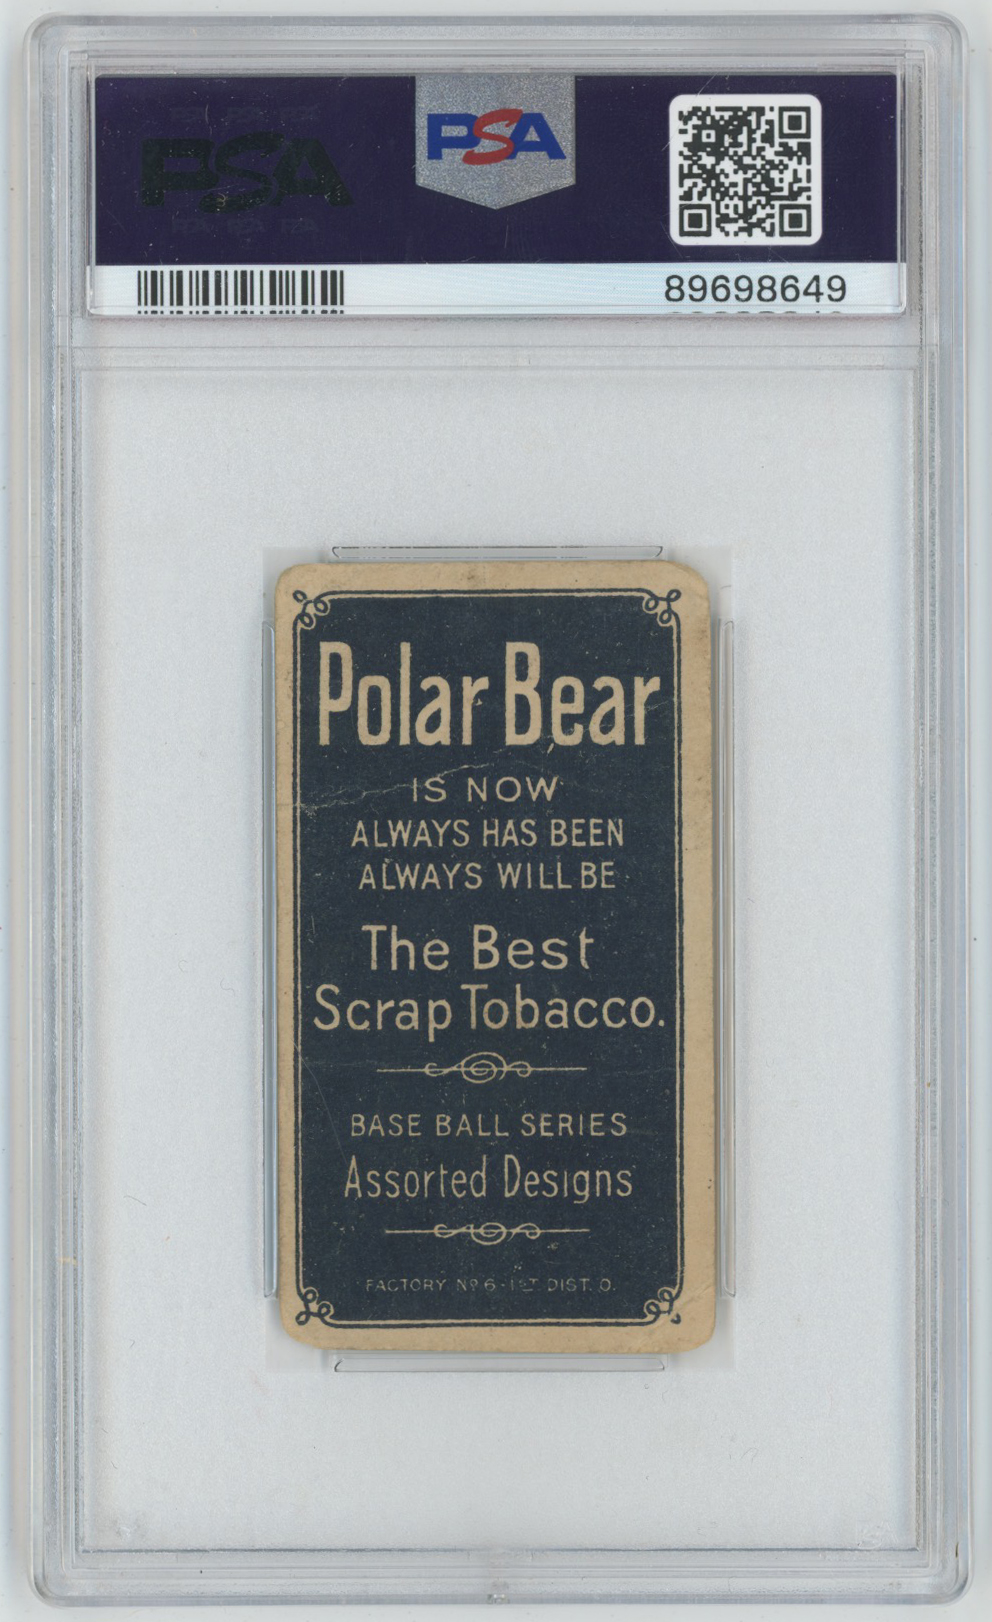 PSA
PSA
89698649
Polar Bear
IS NOW
ALWAYS HAS BEEN
ALWAYS WILL BE
The Best
Scrap Tobacco.
BASE BALL SERIES
Assorted Designs
FACTORY Nº 6 - 1ST DIST. O.